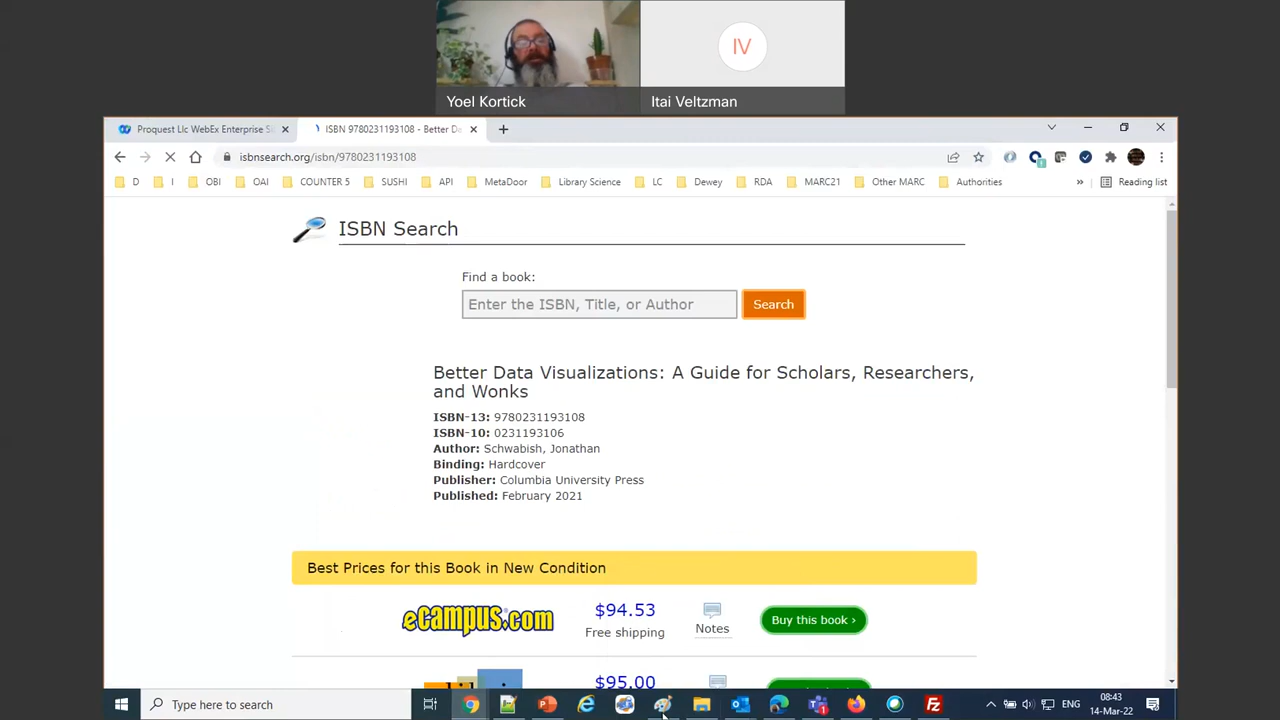 IV
Yoel Kortick
Itai Veltzman
Proquest Llc WebEx Enterprise Si
ISBN 9780231193108 - Better Da
isbnsearch.org/isbn/9780231193108
D
I
OBI
OAI
COUNTER 5
SUSHI
API
MetaDoor
Library Science
LC
Dewey
RDA
MARC21
Other MARC
Authorities
»
Reading list
ISBN Search
Find a book:
Enter the ISBN, Title, or Author
Search
Better Data Visualizations: A Guide for Scholars, Researchers,
and Wonks
ISBN-13: 9780231193108
ISBN-10: 0231193106
Author: Schwabish, Jonathan
Binding: Hardcover
Publisher: Columbia University Press
Published: February 2021
Best Prices for this Book in New Condition
eCampus.com
$94.53
Free shipping
Notes
Buy this book ›
$95.00
Type here to search
ENG
08:43
14-Mar-22